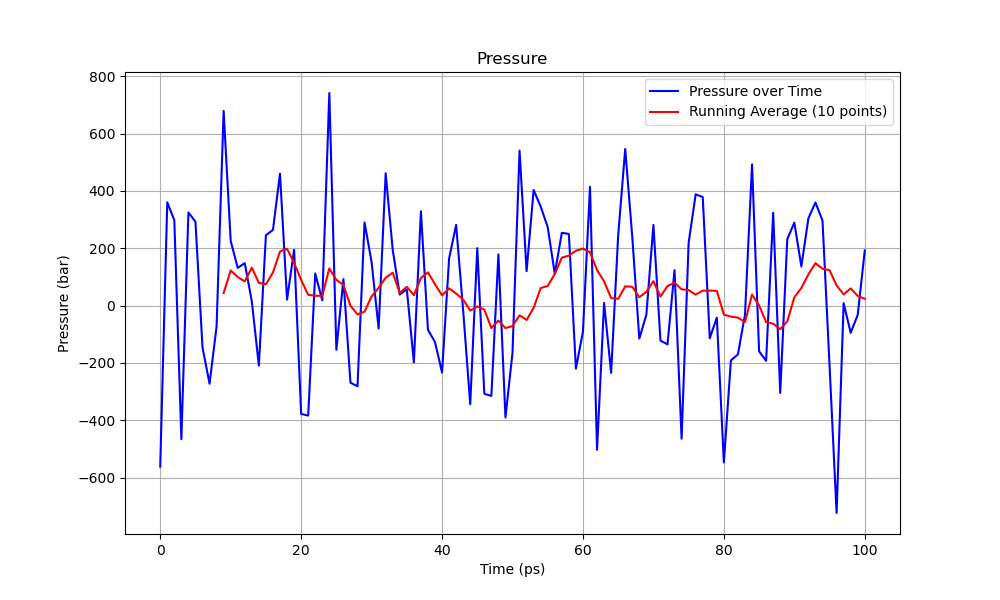 Pressure
Pressure over Time
Running Average (10 points)
800
600
400
200
0
−200
−400
−600
Pressure (bar)
0 20 40 60 80 100
Time (ps)